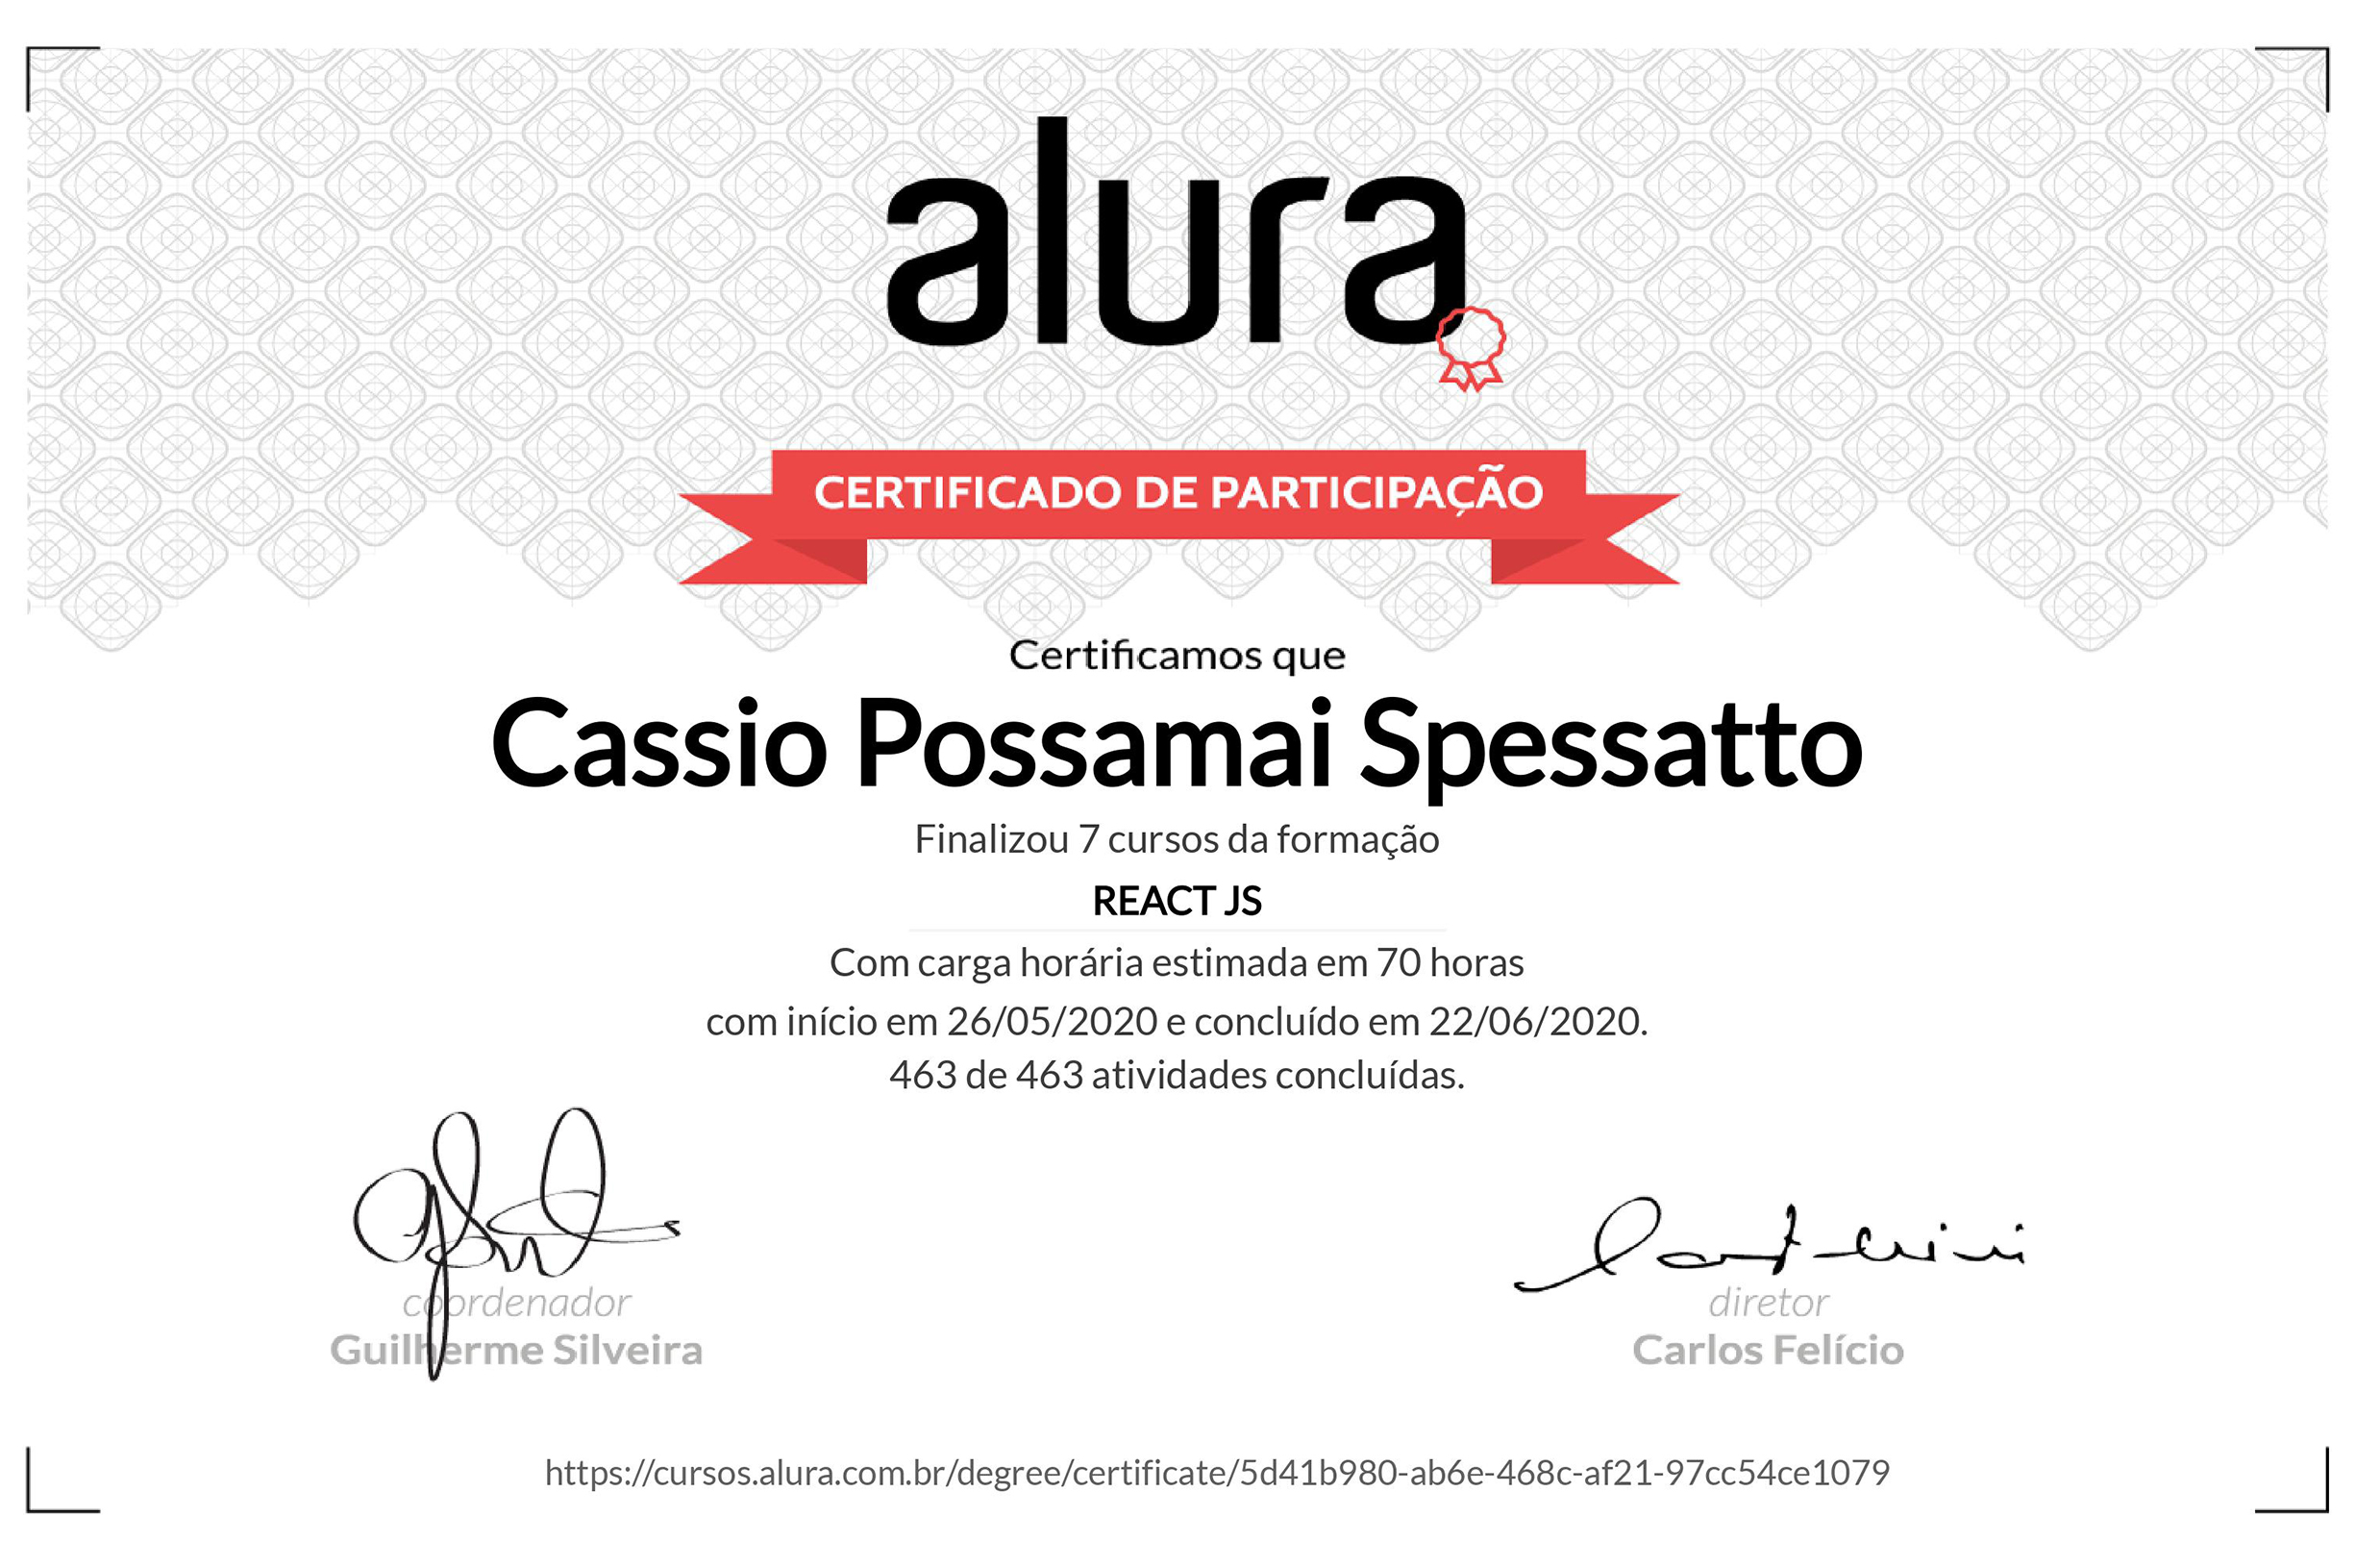 alura
CERTIFICADO DE PARTICIPAÇÃO
Certificamos que
Cassio Possamai Spessatto
Finalizou 7 cursos da formação
REACT JS
Com carga horária estimada em 70 horas
com início em 26/05/2020 e concluído em 22/06/2020.
463 de 463 atividades concluídas.
coordenador
Guilherme Silveira
diretor
Carlos Felício
https://cursos.alura.com.br/degree/certificate/5d41b980-ab6e-468c-af21-97cc54ce1079